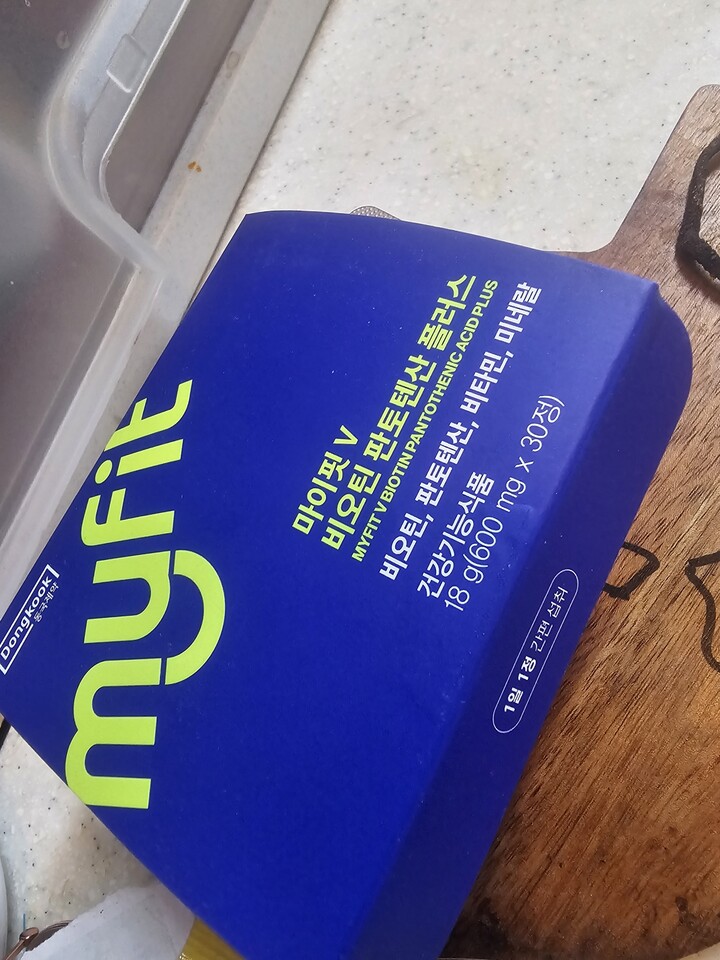 Dongkook
동국제약
myfit
마이핏 V
비오틴 판토텐산 플러스
MYFIT V BIOTIN PANTOTHENIC ACID PLUS
비오틴, 판토텐산, 비타민, 미네랄
건강기능식품
18 g(600 mg x 30정)
1일 1정 간편 섭취